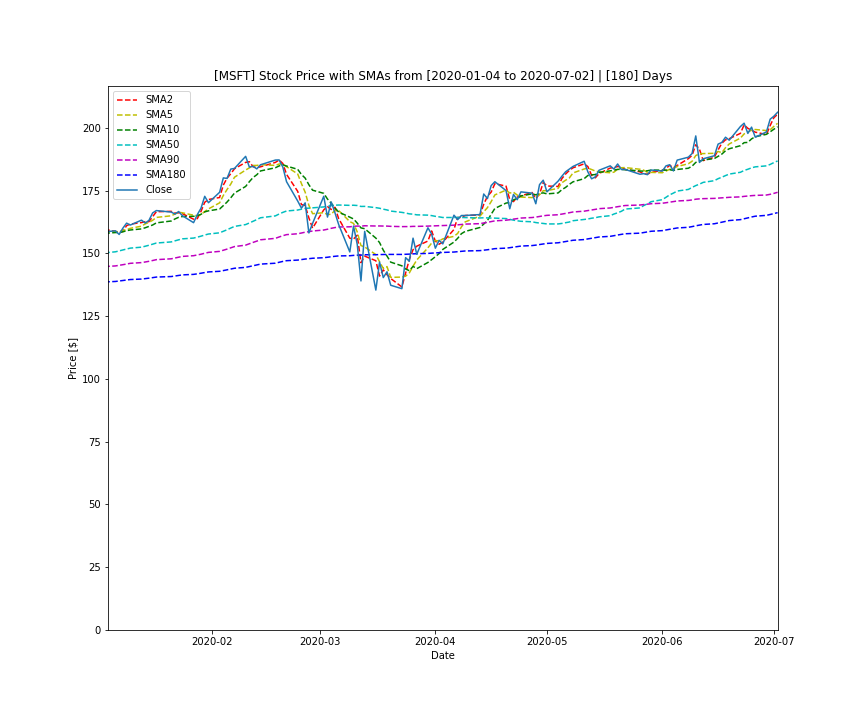 [MSFT] Stock Price with SMAs from [2020-01-04 to 2020-07-02] | [180] Days
SMA2
SMA5
SMA10
SMA50
SMA90
SMA180
Close
200
175
150
125
100
75
50
25
0
Price [$]
2020-02
2020-03
2020-04
2020-05
2020-06
2020-07
Date